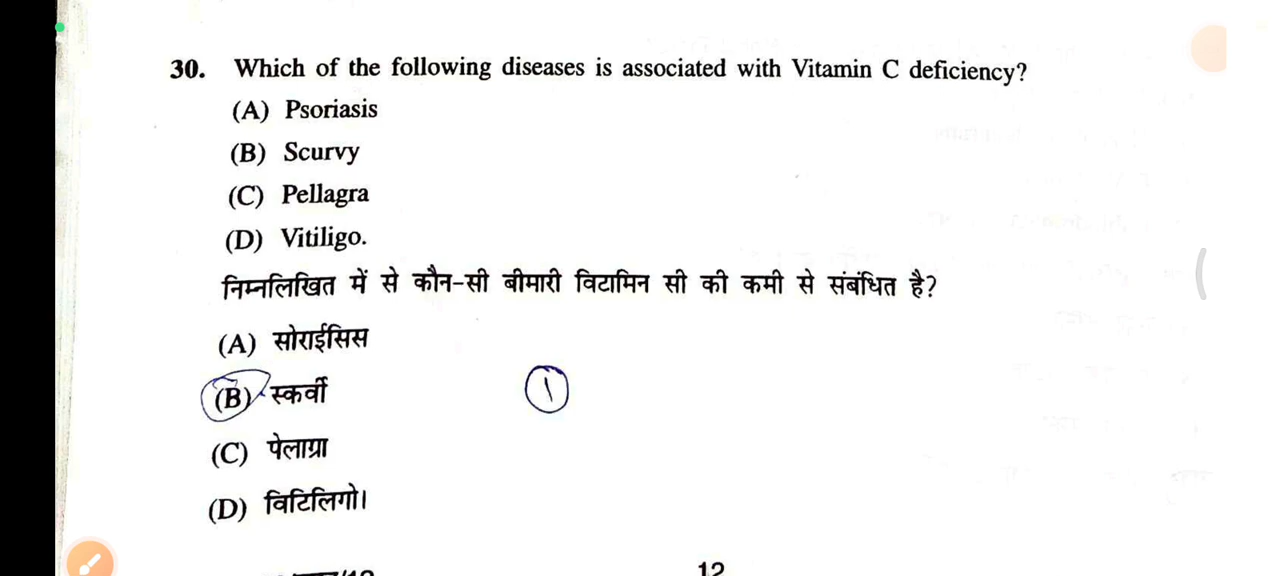 30. Which of the following diseases is associated with Vitamin C deficiency?
(A) Psoriasis
(B) Scurvy
(C) Pellagra
(D) Vitiligo.
निम्नलिखित में से कौन-सी बीमारी विटामिन सी की कमी से संबंधित है?
(A) सोराईसिस
(B) स्कर्वी
1
(C) पेलाग्रा
(D) विटिलिगो।
12